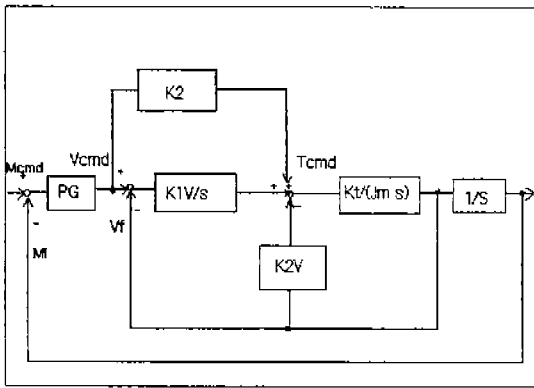 K2
Mcmd
Vcmd
Tcmd
+
+
+
+
PG
K1V/s
Kt/(Jm s)
1/S
-
-
-
Vf
Mf
K2V